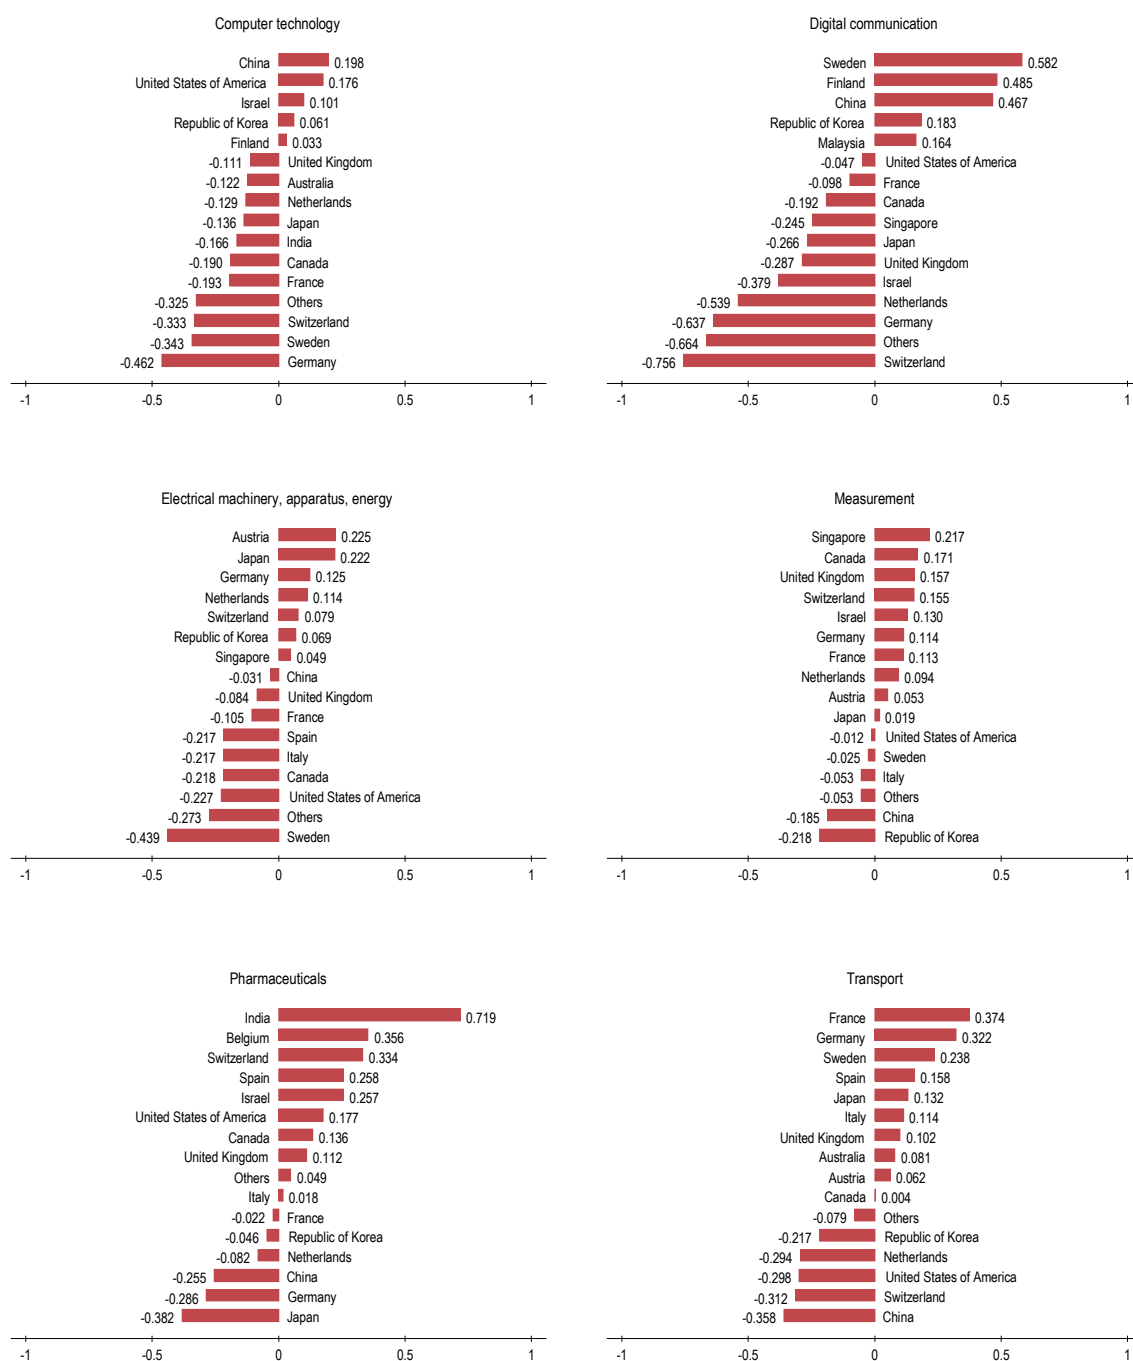 Computer technology
China 0.198
United States of America 0.176
Israel 0.101
Republic of Korea 0.061
Finland 0.033
-0.111 United Kingdom
-0.122 Australia
-0.129 Netherlands
-0.136 Japan
-0.166 India
-0.190 Canada
-0.193 France
-0.325 Others
-0.333 Switzerland
-0.343 Sweden
-0.462 Germany
-1 -0.5 0 0.5 1
Digital communication
Sweden 0.582
Finland 0.485
China 0.467
Republic of Korea 0.183
Malaysia 0.164
-0.047 United States of America
-0.098 France
-0.192 Canada
-0.245 Singapore
-0.266 Japan
-0.287 United Kingdom
-0.379 Israel
-0.539 Netherlands
-0.637 Germany
-0.664 Others
-0.756 Switzerland
-1 -0.5 0 0.5 1
Electrical machinery, apparatus, energy
Austria 0.225
Japan 0.222
Germany 0.125
Netherlands 0.114
Switzerland 0.079
Republic of Korea 0.069
Singapore 0.049
-0.031 China
-0.084 United Kingdom
-0.105 France
-0.217 Spain
-0.217 Italy
-0.218 Canada
-0.227 United States of America
-0.273 Others
-0.439 Sweden
-1 -0.5 0 0.5 1
Measurement
Singapore 0.217
Canada 0.171
United Kingdom 0.157
Switzerland 0.155
Israel 0.130
Germany 0.114
France 0.113
Netherlands 0.094
Austria 0.053
Japan 0.019
-0.012 United States of America
-0.025 Sweden
-0.053 Italy
-0.053 Others
-0.185 China
-0.218 Republic of Korea
-1 -0.5 0 0.5 1
Pharmaceuticals
India 0.719
Belgium 0.356
Switzerland 0.334
Spain 0.258
Israel 0.257
United States of America 0.177
Canada 0.136
United Kingdom 0.112
Others 0.049
Italy 0.018
-0.022 France
-0.046 Republic of Korea
-0.082 Netherlands
-0.255 China
-0.286 Germany
-0.382 Japan
-1 -0.5 0 0.5 1
Transport
France 0.374
Germany 0.322
Sweden 0.238
Spain 0.158
Japan 0.132
Italy 0.114
United Kingdom 0.102
Australia 0.081
Austria 0.062
Canada 0.004
-0.079 Others
-0.217 Republic of Korea
-0.294 Netherlands
-0.298 United States of America
-0.312 Switzerland
-0.358 China
-1 -0.5 0 0.5 1